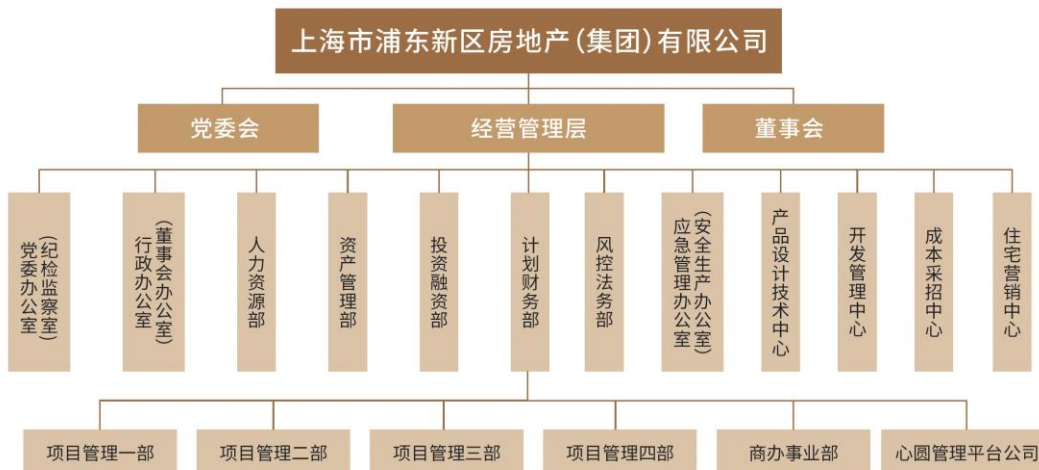 上海市浦东新区房地产(集团)有限公司
党委会
经营管理层
董事会
党委办公室
(纪检监察室)
行政办公室
(董事会办公室)
人力资源部
资产管理部
投资融资部
计划财务部
风控法务部
应急管理办公室
(安全生产办公室)
产品设计技术中心
开发管理中心
成本采招中心
住宅营销中心
项目管理一部
项目管理二部
项目管理三部
项目管理四部
商办事业部
心圆管理平台公司